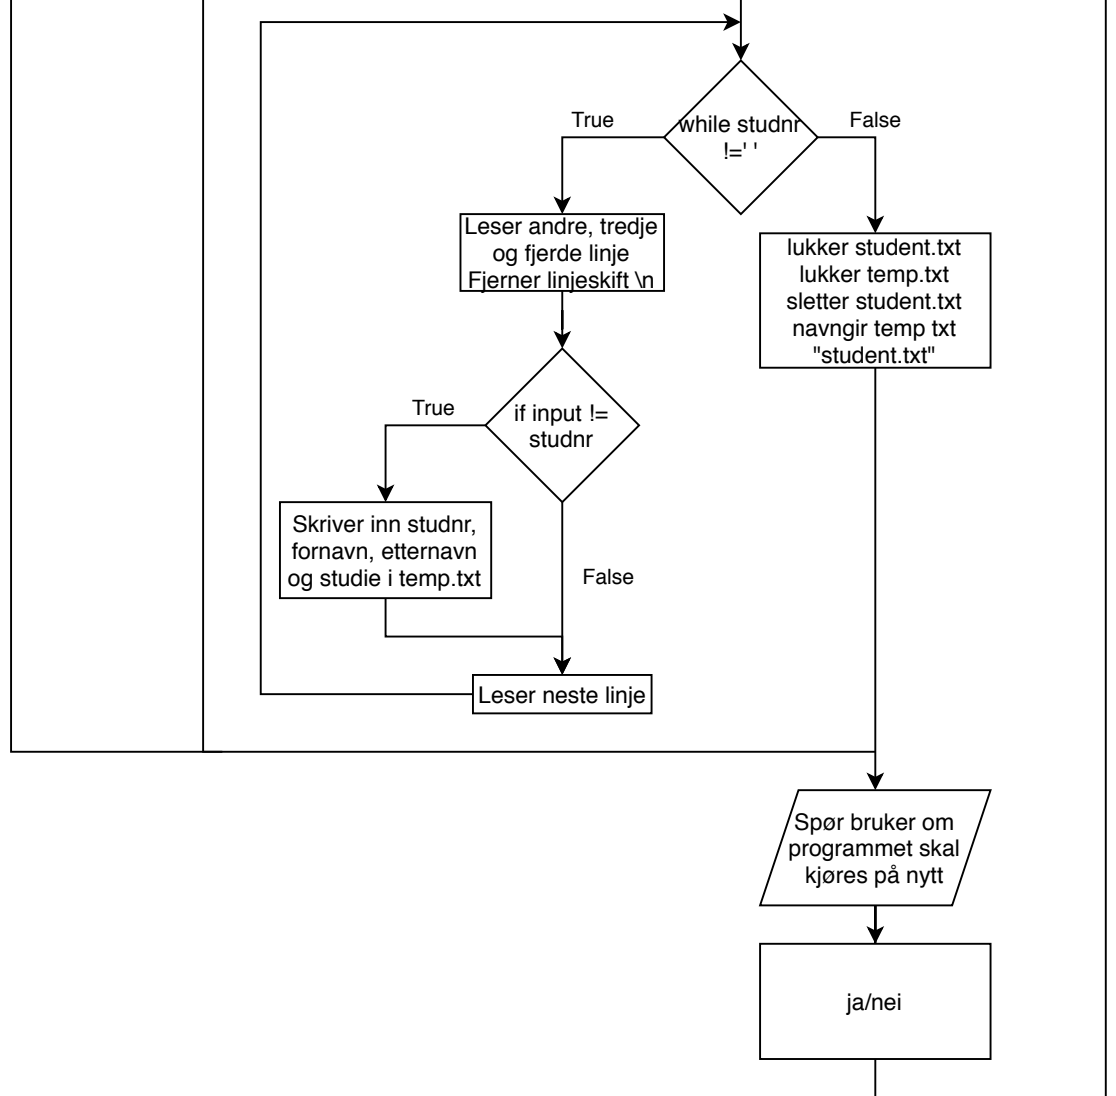 True
while studnr
!=' '
False
Leser andre, tredje
og fjerde linje
Fjerner linjeskift \n
lukker student.txt
lukker temp.txt
sletter student.txt
navngir temp txt
"student.txt"
True
if input !=
studnr
Skriver inn studnr,
fornavn, etternavn
og studie i temp.txt
False
Leser neste linje
Spør bruker om
programmet skal
kjøres på nytt
ja/nei